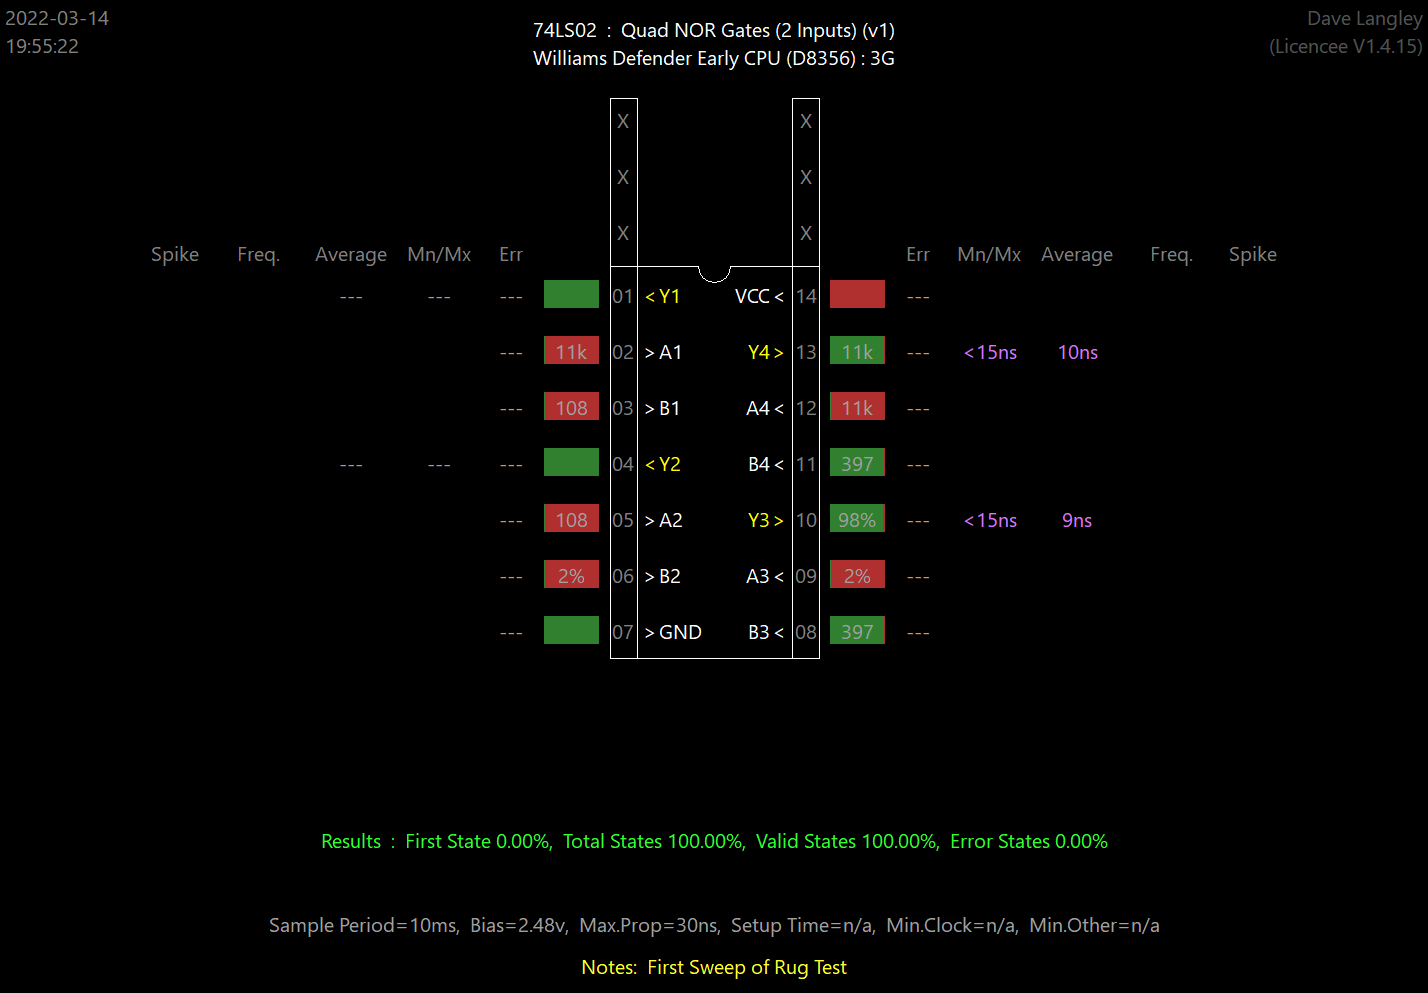 2022-03-14
19:55:22
74LS02 : Quad NOR Gates (2 Inputs) (v1)
Williams Defender Early CPU (D8356) : 3G
Dave Langley
(Licencee V1.4.15)
X X
X X
X X
Spike Freq. Average Mn/Mx Err Err Mn/Mx Average Freq. Spike
--- --- --- 01 <Y1 VCC< 14 ---
--- 11k 02 >A1 Y4> 13 11k --- <15ns 10ns
--- 108 03 >B1 A4< 12 11k ---
--- --- --- 04 <Y2 B4< 11 397 ---
--- 108 05 >A2 Y3> 10 98% --- <15ns 9ns
--- 2% 06 >B2 A3< 09 2% ---
--- 07 >GND B3< 08 397 ---
Results : First State 0.00%, Total States 100.00%, Valid States 100.00%, Error States 0.00%
Sample Period=10ms, Bias=2.48v, Max.Prop=30ns, Setup Time=n/a, Min.Clock=n/a, Min.Other=n/a
Notes: First Sweep of Rug Test